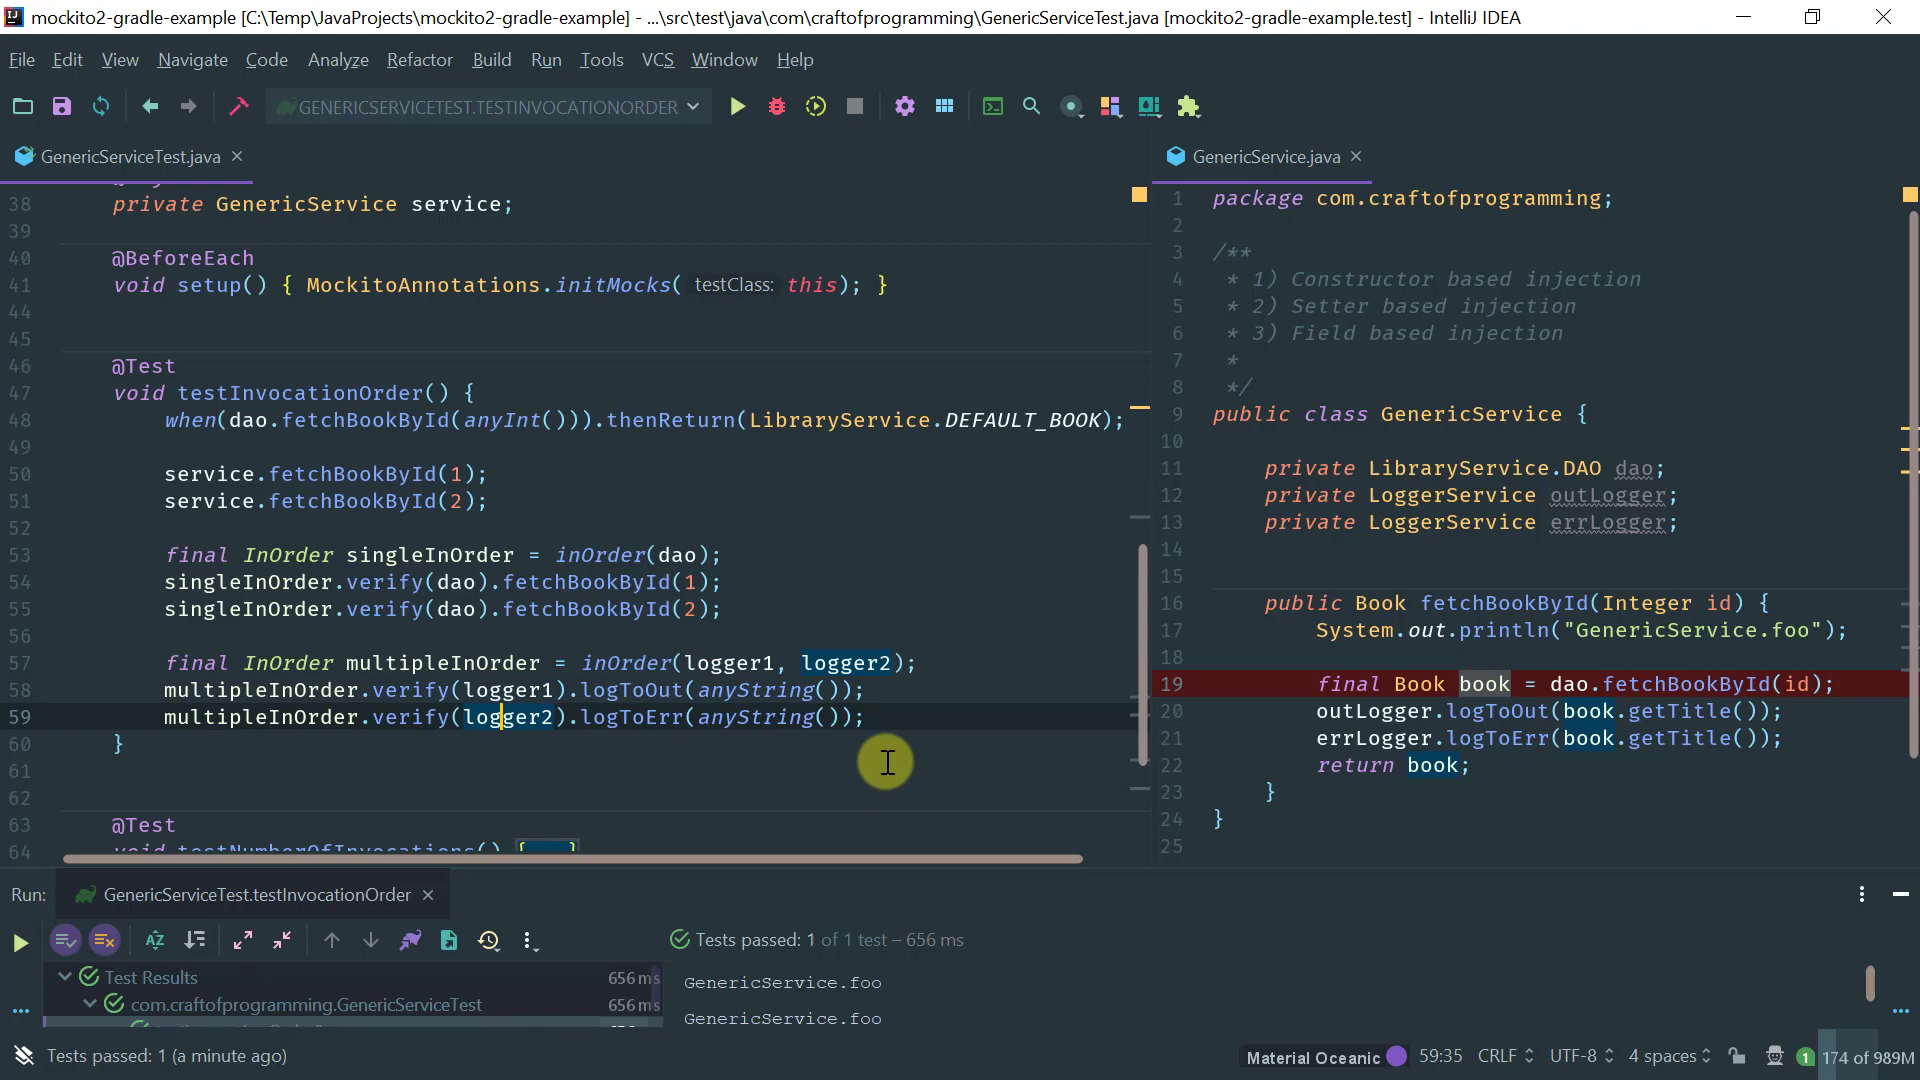 mockito2-gradle-example [C:\Temp\JavaProjects\mockito2-gradle-example] - ...\src\test\java\com\craftofprogramming\GenericServiceTest.java [mockito2-gradle-example.test] - IntelliJ IDEA
File Edit View Navigate Code Analyze Refactor Build Run Tools VCS Window Help
GENERICSERVICETEST.TESTINVOCATIONORDER
GenericServiceTest.java
38 private GenericService service;
39
40 @BeforeEach
41 void setup() { MockitoAnnotations.initMocks( testClass: this); }
44
45
46 @Test
47 void testInvocationOrder() {
48 when(dao.fetchBookById(anyInt())).thenReturn(LibraryService.DEFAULT_BOOK);
49
50 service.fetchBookById(1);
51 service.fetchBookById(2);
52
53 final InOrder singleInOrder = inOrder(dao);
54 singleInOrder.verify(dao).fetchBookById(1);
55 singleInOrder.verify(dao).fetchBookById(2);
56
57 final InOrder multipleInOrder = inOrder(logger1, logger2);
58 multipleInOrder.verify(logger1).logToOut(anyString());
59 multipleInOrder.verify(logger2).logToErr(anyString());
60 }
61
62
63 @Test
64 void testNumberOfInvocations() {...}
GenericService.java
1 package com.craftofprogramming;
2
3 /**
4 * 1) Constructor based injection
5 * 2) Setter based injection
6 * 3) Field based injection
7 *
8 */
9 public class GenericService {
10
11 private LibraryService.DAO dao;
12 private LoggerService outLogger;
13 private LoggerService errLogger;
14
15
16 public Book fetchBookById(Integer id) {
17 System.out.println("GenericService.foo");
18
19 final Book book = dao.fetchBookById(id);
20 outLogger.logToOut(book.getTitle());
21 errLogger.logToErr(book.getTitle());
22 return book;
23 }
24 }
25
Run: GenericServiceTest.testInvocationOrder
Tests passed: 1 of 1 test – 656 ms
Test Results 656 ms
com.craftofprogramming.GenericServiceTest 656 ms
GenericService.foo
GenericService.foo
Tests passed: 1 (a minute ago)
Material Oceanic 59:35 CRLF UTF-8 4 spaces 1 174 of 989M